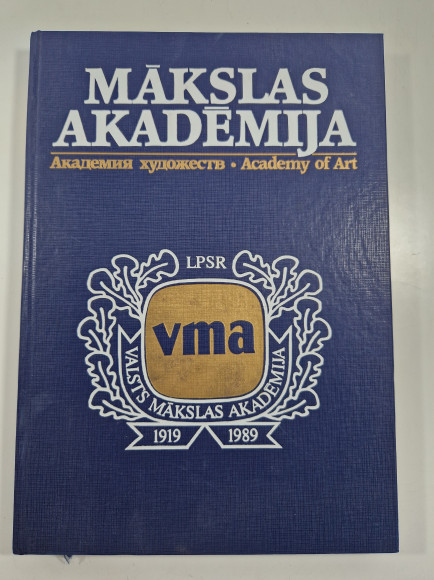 MĀKSLAS
AKADĒMIJA
Академия художеств • Academy of Art
LPSR
vma
VALSTS MĀKSLAS AKADĒMIJA
1919 1989